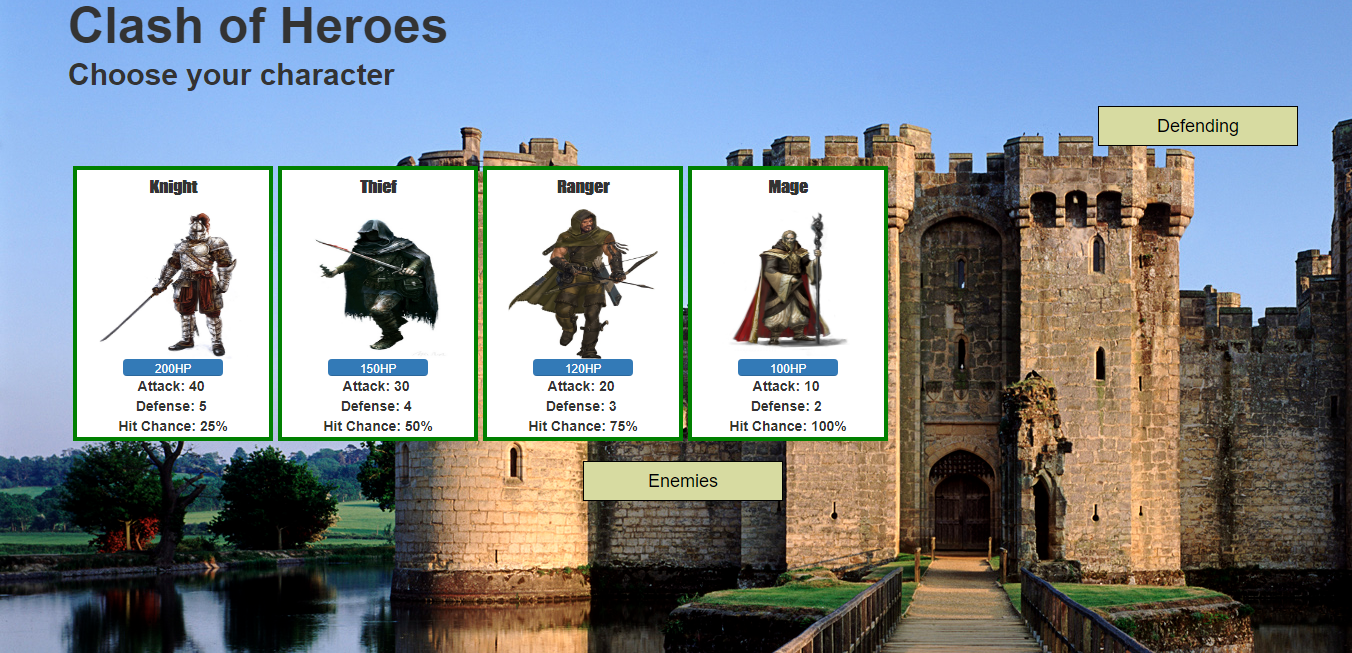 Clash of Heroes
Choose your character
Defending
Knight
200HP
Attack: 40
Defense: 5
Hit Chance: 25%
Thief
150HP
Attack: 30
Defense: 4
Hit Chance: 50%
Ranger
120HP
Attack: 20
Defense: 3
Hit Chance: 75%
Mage
100HP
Attack: 10
Defense: 2
Hit Chance: 100%
Enemies